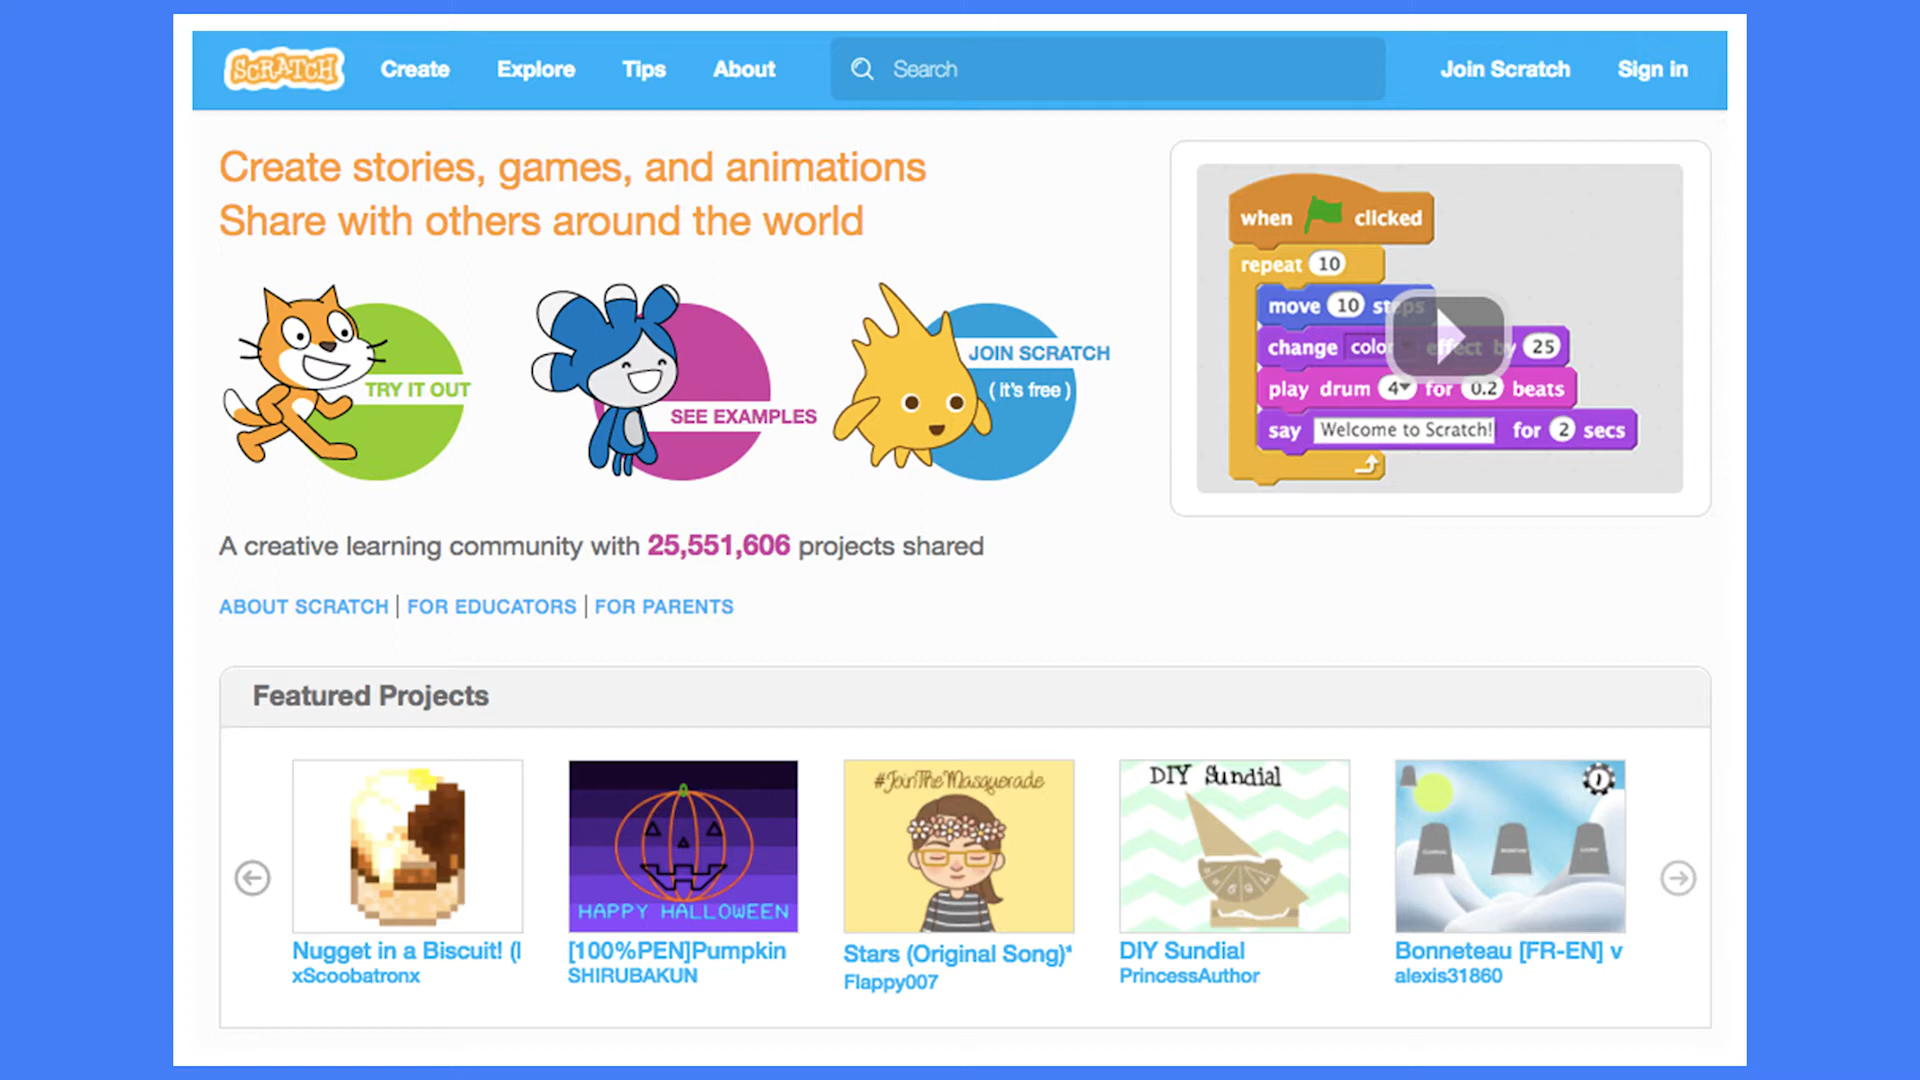 SCRATCH Create Explore Tips About Search Join Scratch Sign in
Create stories, games, and animations
Share with others around the world
TRY IT OUT
SEE EXAMPLES
JOIN SCRATCH
(it's free)
when clicked
repeat 10
move 10 steps
change color effect by 25
play drum 4 for 0.2 beats
say Welcome to Scratch! for 2 secs
A creative learning community with 25,551,606 projects shared
ABOUT SCRATCH | FOR EDUCATORS | FOR PARENTS
Featured Projects
HAPPY HALLOWEEN
#JoinTheMasquerade
DIY Sundial
Nugget in a Biscuit! (
xScoobatronx
[100%PEN]Pumpkin
SHIRUBAKUN
Stars (Original Song)*
Flappy007
DIY Sundial
PrincessAuthor
Bonneteau [FR-EN] v
alexis31860